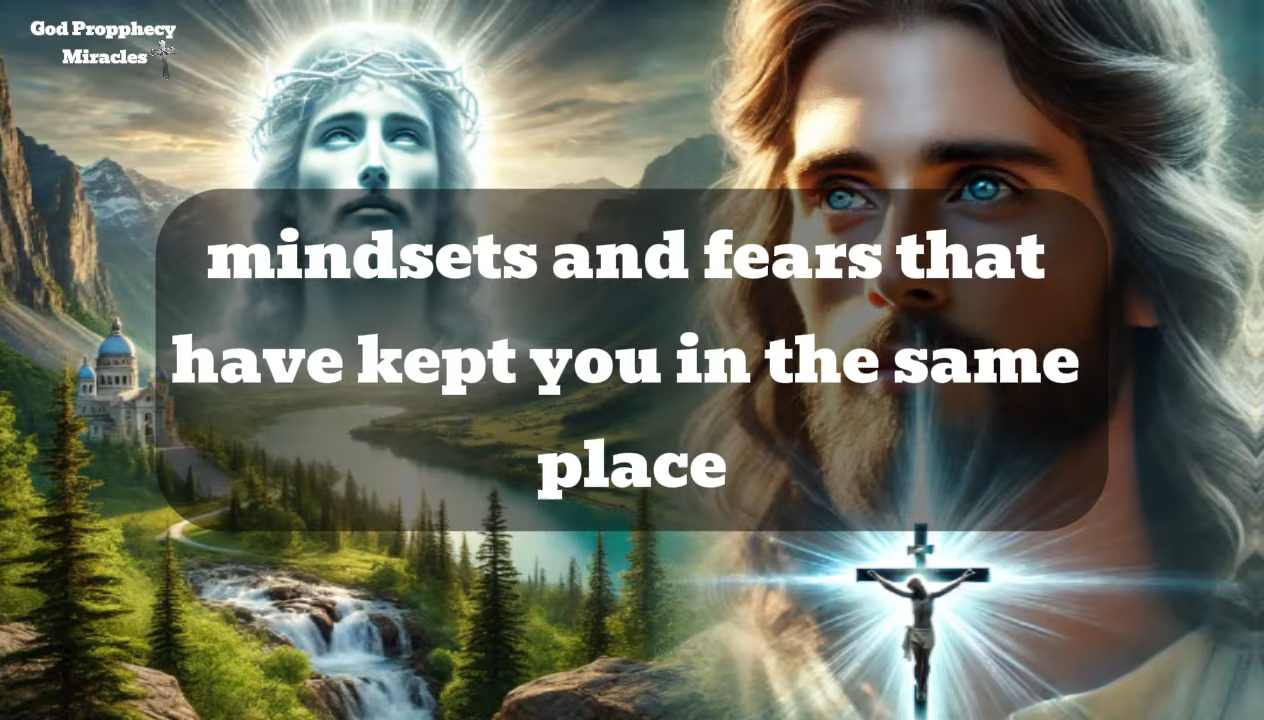 God Propphecy
Miracles
mindsets and fears that
have kept you in the same
place